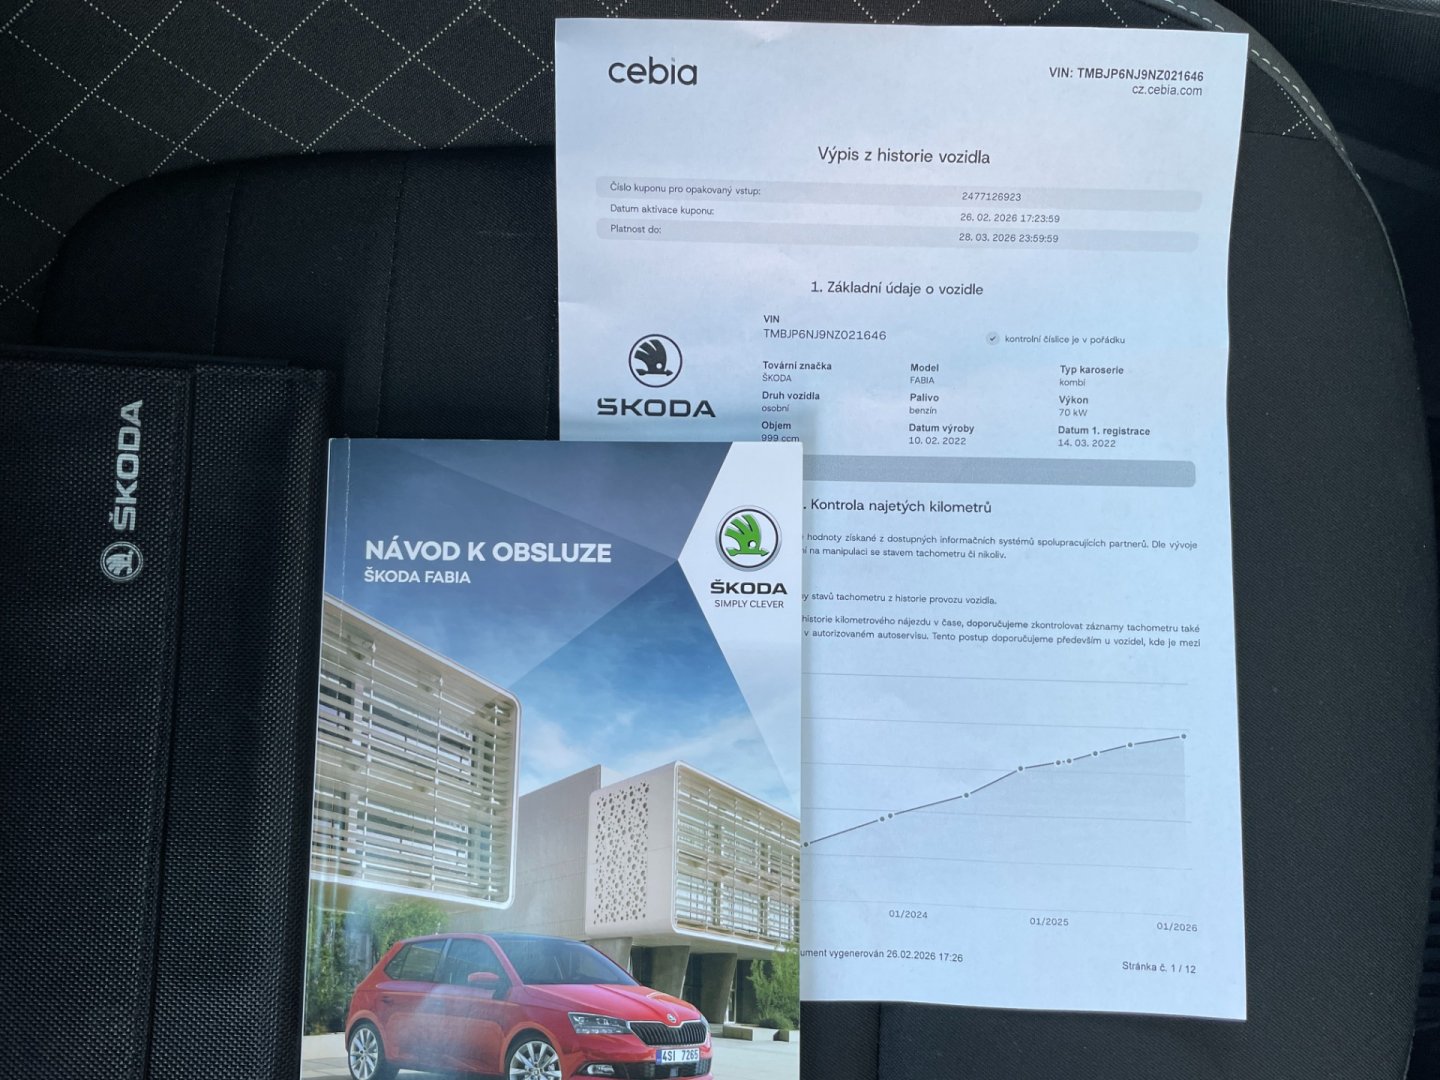 cebia
VIN: TMBJP6NJ9NZ021646
cz.cebia.com
Výpis z historie vozidla
Číslo kuponu pro opakovaný vstup: 2477126923
Datum aktivace kuponu: 26. 02. 2026 17:23:59
Platnost do: 28. 03. 2026 23:59:59
1. Základní údaje o vozidle
VIN
TMBJP6NJ9NZ021646
kontrolní číslice je v pořádku
ŠKODA
Tovární značka Model Typ karoserie
ŠKODA FABIA kombi
Druh vozidla Palivo Výkon
osobní benzín 70 kW
Objem Datum výroby Datum 1. registrace
999 ccm 10. 02. 2022 14. 03. 2022
. Kontrola najetých kilometrů
hodnoty získané z dostupných informačních systémů spolupracujících partnerů. Dle vývoje
na manipulaci se stavem tachometru či nikoliv.
stavů tachometru z historie provozu vozidla.
historie kilometrového nájezdu v čase, doporučujeme zkontrolovat záznamy tachometru také
v autorizovaném autoservisu. Tento postup doporučujeme především u vozidel, kde je mezi
01/2024 01/2025 01/2026
ument vygenerován 26.02.2026 17:26
Stránka č. 1 / 12
ŠKODA
NÁVOD K OBSLUZE
ŠKODA FABIA
ŠKODA
SIMPLY CLEVER
4SI 7265